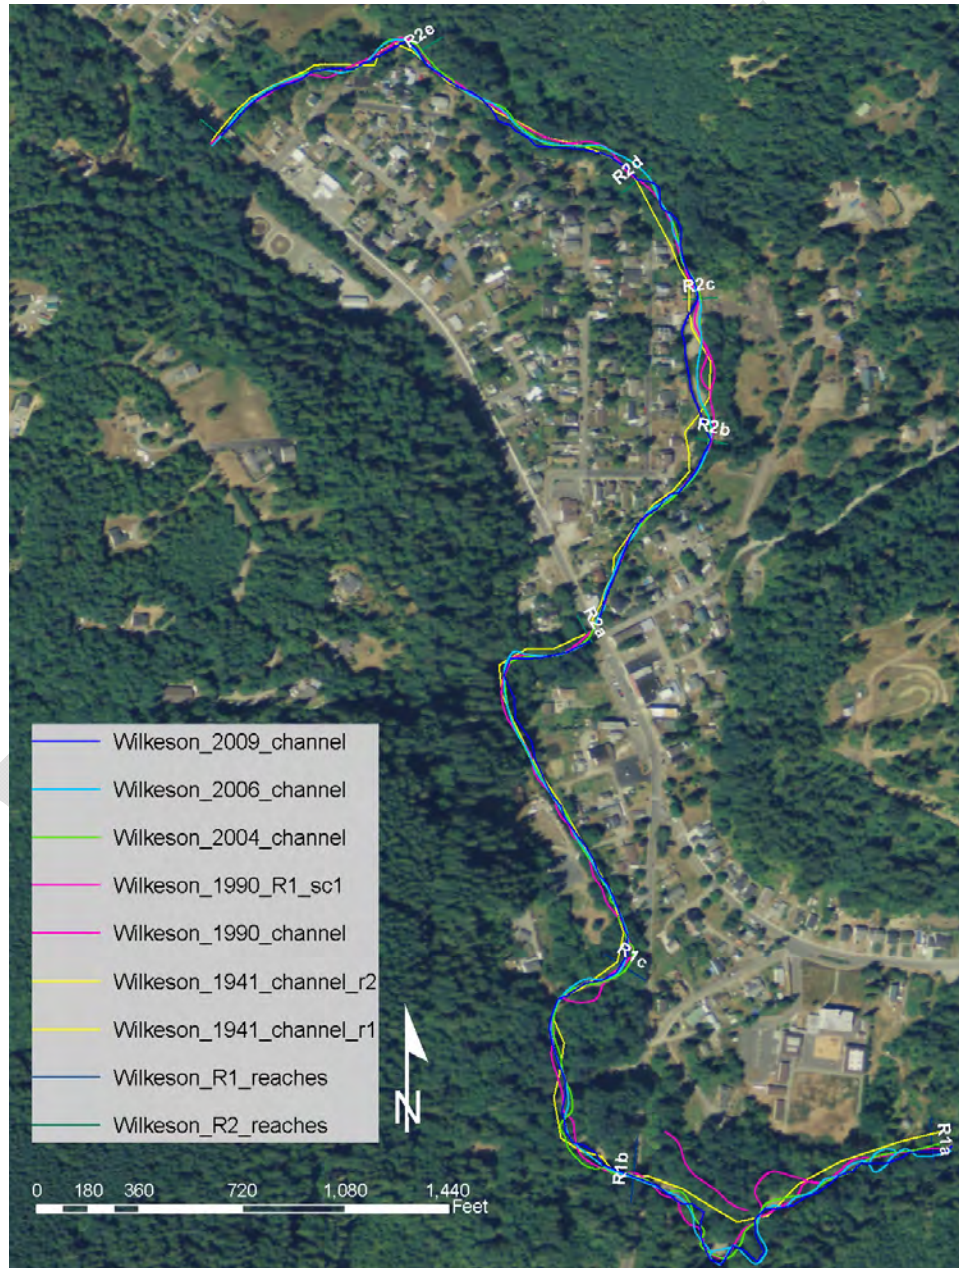 R2e
R2d
R2c
R2b
R2a
Wilkeson_2009_channel
Wilkeson_2006_channel
Wilkeson_2004_channel
Wilkeson_1990_R1_sc1
Wilkeson_1990_channel
Wilkeson_1941_channel_r2
Wilkeson_1941_channel_r1
Wilkeson_R1_reaches
Wilkeson_R2_reaches
R1c
N
R1a
R1b
0 180 360 720 1,080 1,440
Feet